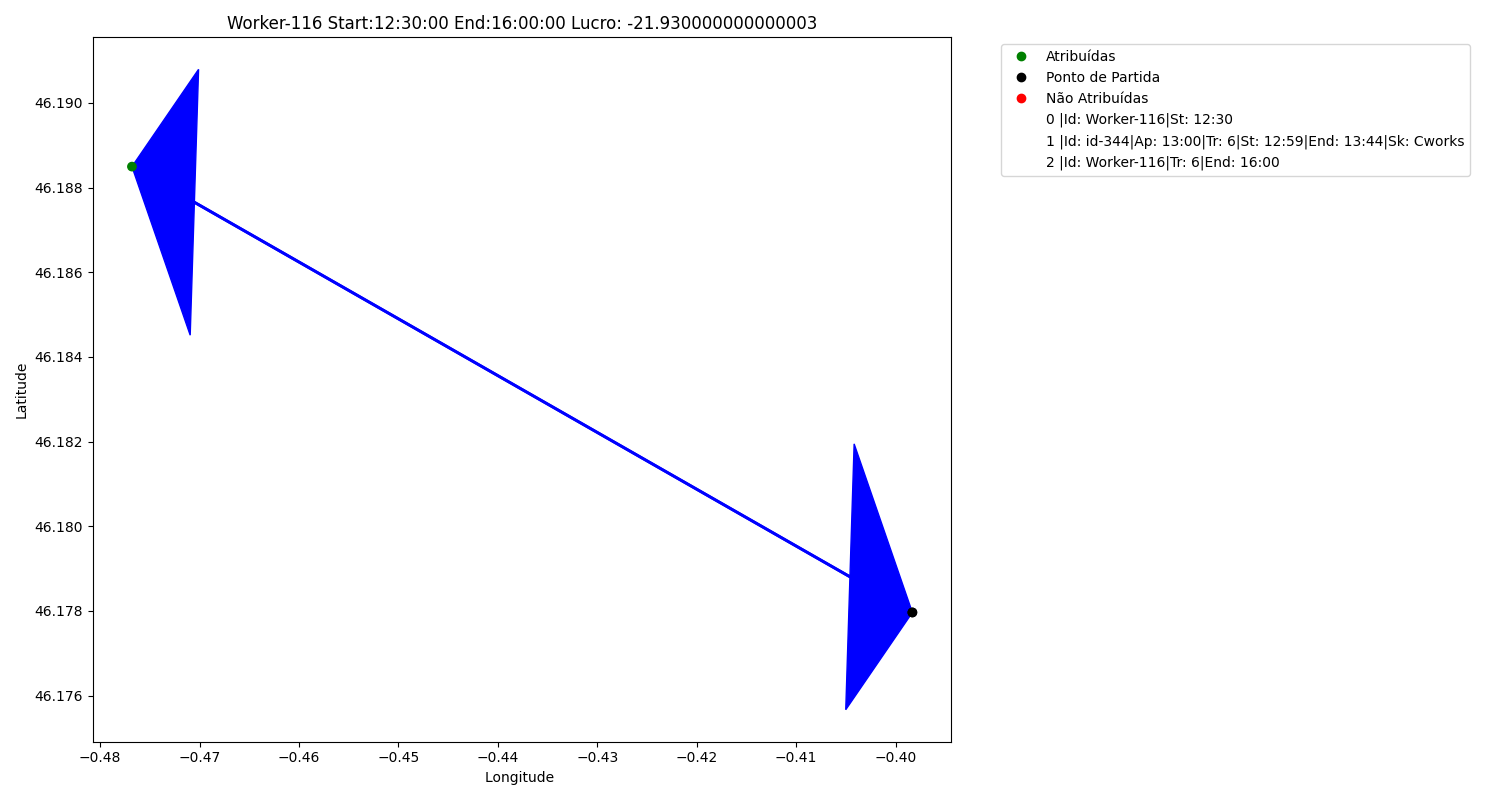 Worker-116 Start:12:30:00 End:16:00:00 Lucro: -21.930000000000003
Atribuídas
Ponto de Partida
Não Atribuídas
0 |Id: Worker-116|St: 12:30
1 |Id: id-344|Ap: 13:00|Tr: 6|St: 12:59|End: 13:44|Sk: Cworks
2 |Id: Worker-116|Tr: 6|End: 16:00
46.190
46.188
46.186
46.184
46.182
46.180
46.178
46.176
Latitude
−0.48 −0.47 −0.46 −0.45 −0.44 −0.43 −0.42 −0.41 −0.40
Longitude